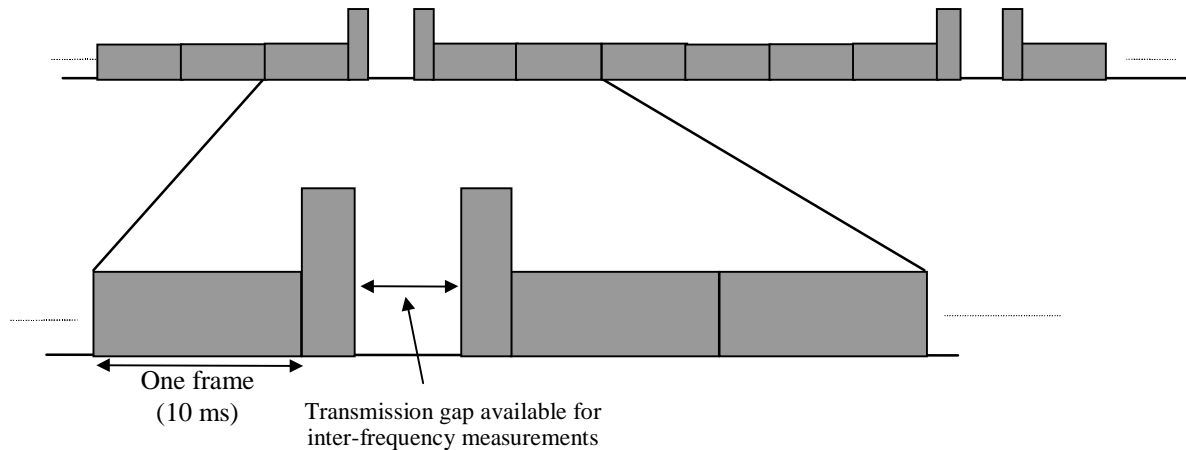 One frame
(10 ms)
Transmission gap available for
inter-frequency measurements